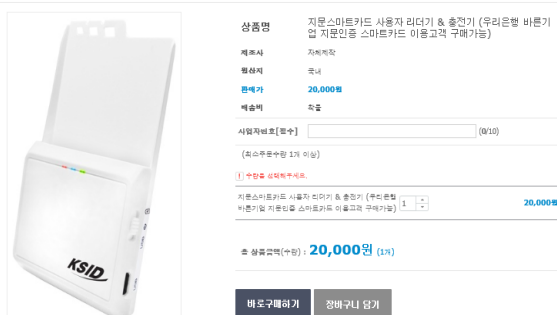 상품명
지문스마트카드 사용자 리더기 & 충전기 (우리은행 바른기
업 지문인증 스마트카드 이용고객 구매가능)
제조사
자체제작
원산지
국내
판매가
20,000원
배송비
착불
사업자번호[필수]
(0/10)
(최소주문수량 1개 이상)
! 수량을 선택해주세요.
지문스마트카드 사용자 리더기 & 충전기 (우리은행
바른기업 지문인증 스마트카드 이용고객 구매가능)
1
20,000원
총 상품금액(수량) : 20,000원 (1개)
바로구매하기
장바구니 담기
KSID